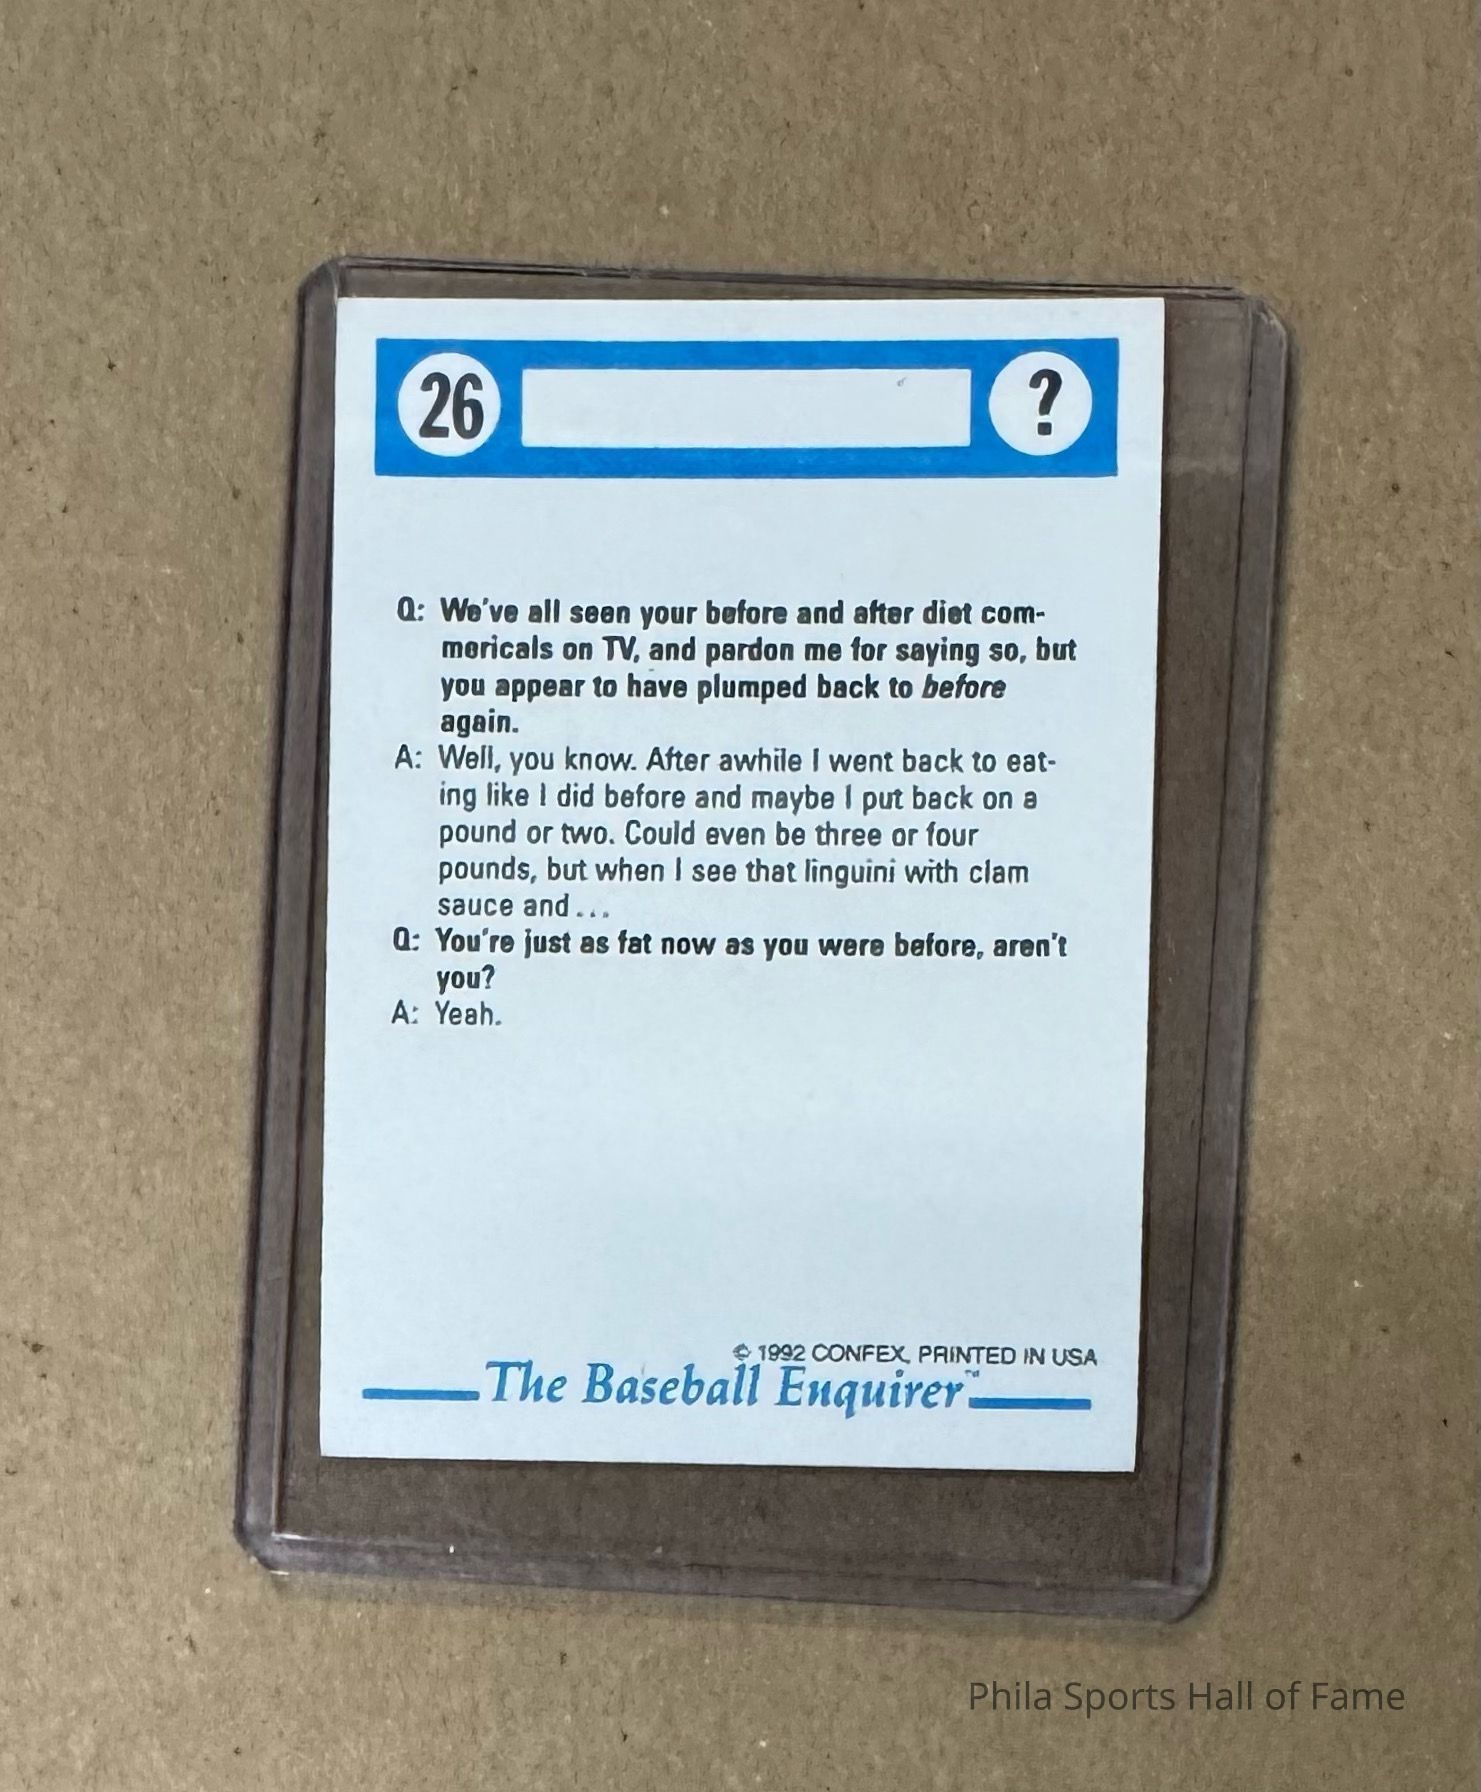 26 ?
Q: We've all seen your before and after diet com-
mericals on TV, and pardon me for saying so, but
you appear to have plumped back to before
again.
A: Well, you know. After awhile I went back to eat-
ing like I did before and maybe I put back on a
pound or two. Could even be three or four
pounds, but when I see that linguini with clam
sauce and...
Q: You're just as fat now as you were before, aren't
you?
A: Yeah.
© 1992 CONFEX, PRINTED IN USA
The Baseball Enquirer™
Phila Sports Hall of Fame